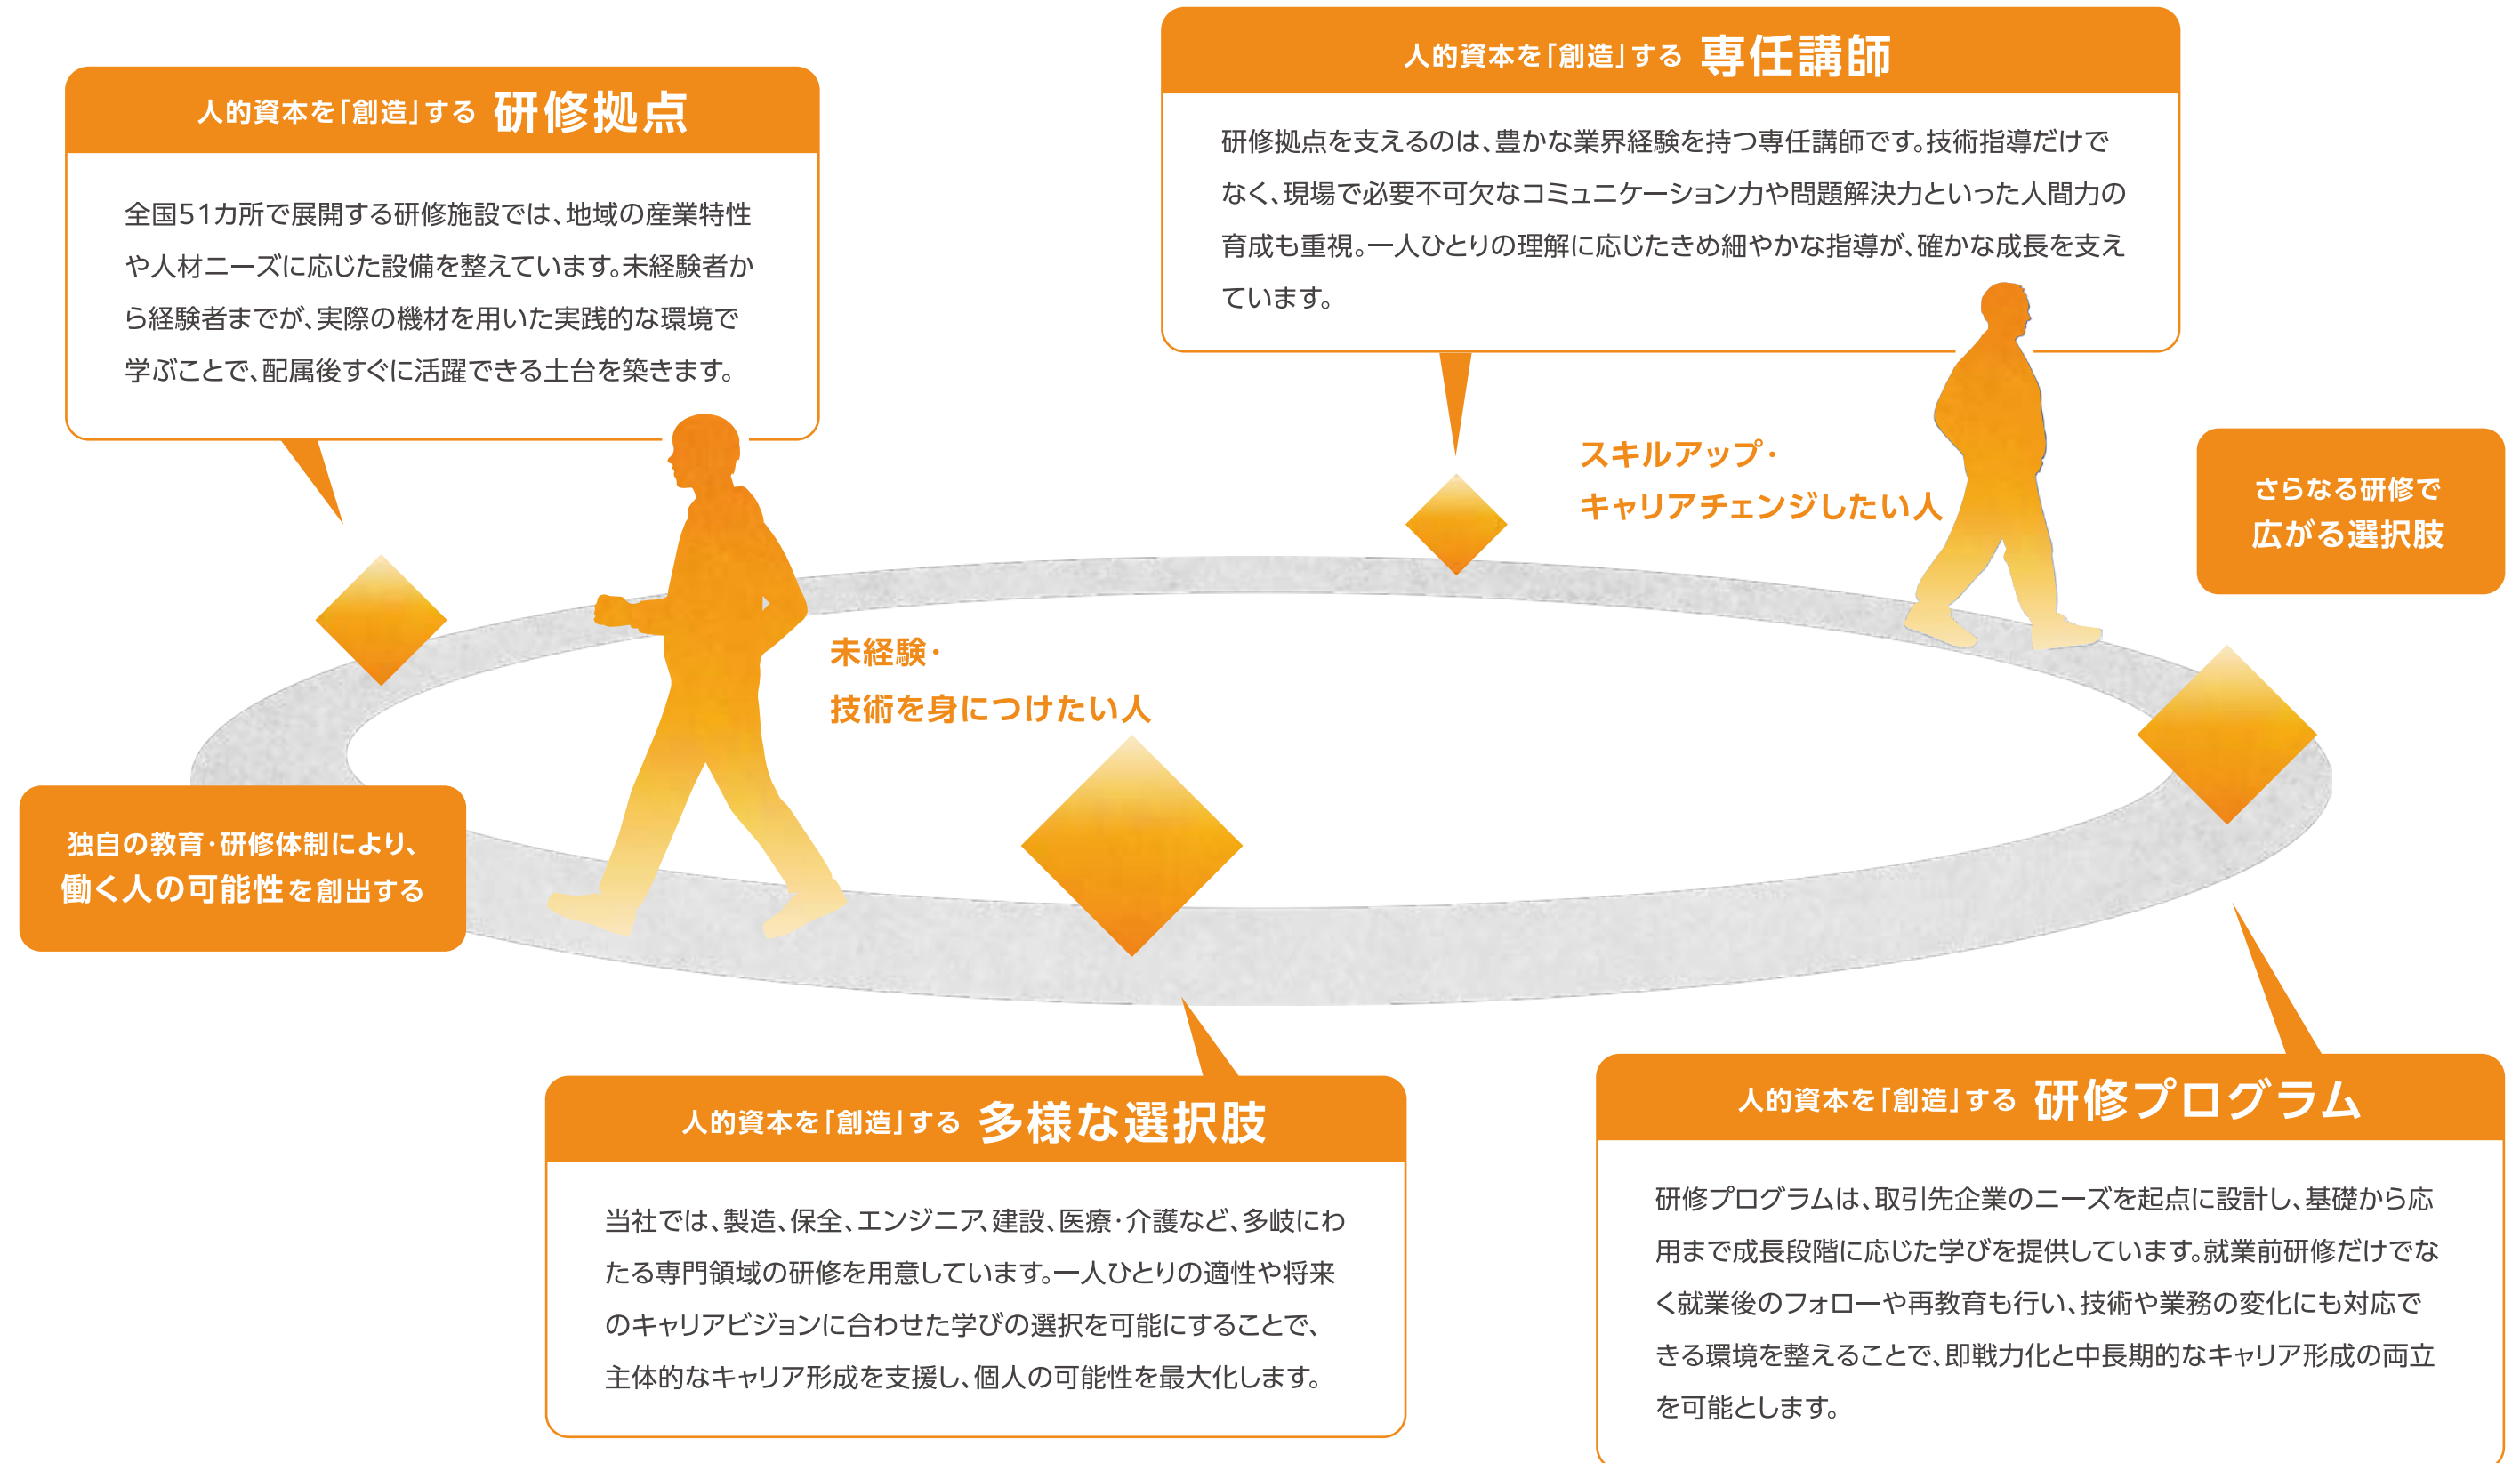 人的資本を「創造」する 研修拠点
全国51カ所で展開する研修施設では、地域の産業特性
や人材ニーズに応じた設備を整えています。未経験者か
ら経験者までが、実際の機材を用いた実践的な環境で
学ぶことで、配属後すぐに活躍できる土台を築きます。
人的資本を「創造」する 専任講師
研修拠点を支えるのは、豊かな業界経験を持つ専任講師です。技術指導だけで
なく、現場で必要不可欠なコミュニケーション力や問題解決力といった人間力の
育成も重視。一人ひとりの理解に応じたきめ細やかな指導が、確かな成長を支え
ています。
スキルアップ・
キャリアチェンジしたい人
さらなる研修で
広がる選択肢
未経験・
技術を身につけたい人
独自の教育・研修体制により、
働く人の可能性を創出する
人的資本を「創造」する 多様な選択肢
当社では、製造、保全、エンジニア、建設、医療・介護など、多岐にわ
たる専門領域の研修を用意しています。一人ひとりの適性や将来
のキャリアビジョンに合わせた学びの選択を可能にすることで、
主体的なキャリア形成を支援し、個人の可能性を最大化します。
人的資本を「創造」する 研修プログラム
研修プログラムは、取引先企業のニーズを起点に設計し、基礎から応
用まで成長段階に応じた学びを提供しています。就業前研修だけでな
く就業後のフォローや再教育も行い、技術や業務の変化にも対応で
きる環境を整えることで、即戦力化と中長期的なキャリア形成の両立
を可能とします。